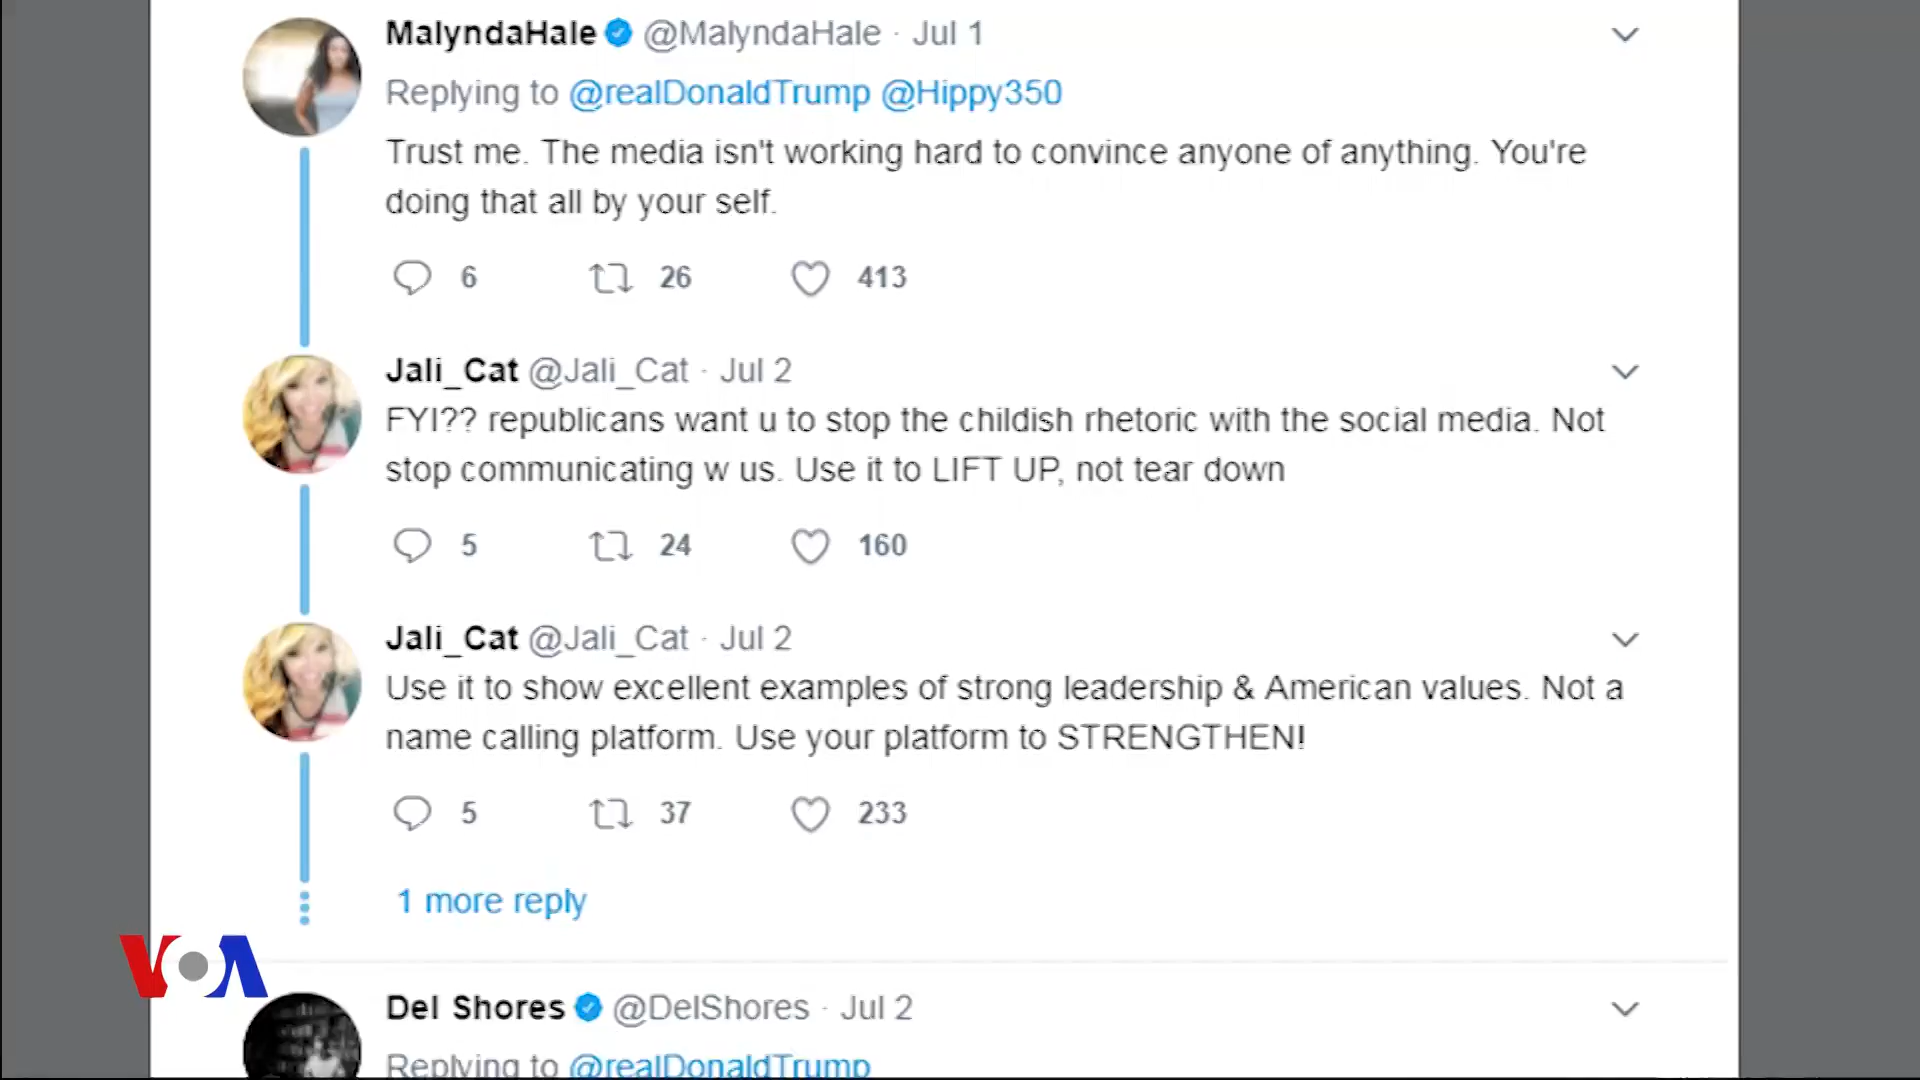 MalyndaHale @MalyndaHale · Jul 1
Replying to @realDonaldTrump @Hippy350
Trust me. The media isn't working hard to convince anyone of anything. You're
doing that all by your self.
6 26 413
Jali_Cat @Jali_Cat · Jul 2
FYI?? republicans want u to stop the childish rhetoric with the social media. Not
stop communicating w us. Use it to LIFT UP, not tear down
5 24 160
Jali_Cat @Jali_Cat · Jul 2
Use it to show excellent examples of strong leadership & American values. Not a
name calling platform. Use your platform to STRENGTHEN!
5 37 233
1 more reply
VOA
Del Shores @DelShores · Jul 2
Replying to @realDonaldTrump